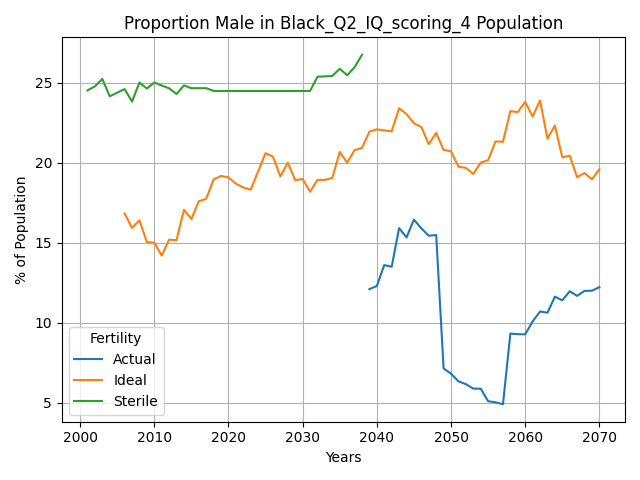 Proportion Male in Black_Q2_IQ_scoring_4 Population
% of Population
25
20
15
10
5
Fertility
Actual
Ideal
Sterile
2000 2010 2020 2030 2040 2050 2060 2070
Years